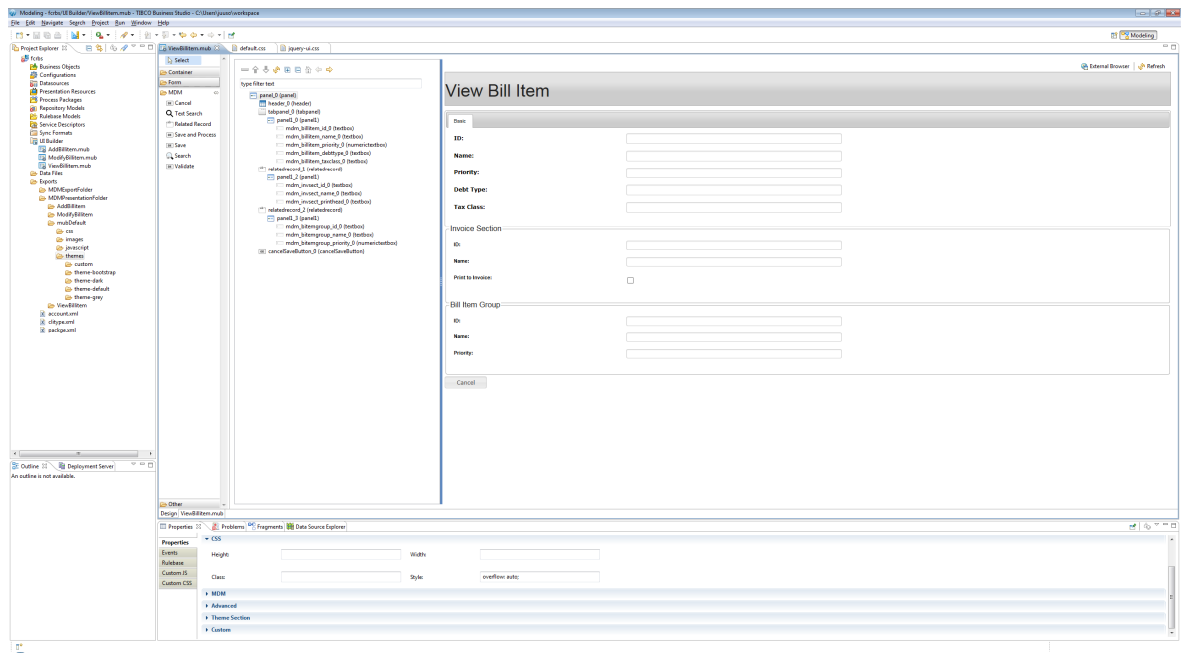 Modeling - fcrbs/UI Builder/ViewBillItem.mub - TIBCO Business Studio - C:\Users\juuso\workspace
File Edit Navigate Search Project Run Window Help
Modeling
Project Explorer
fcrbs
Business Objects
Configurations
Datasources
Presentation Resources
Process Packages
Repository Models
Rulebase Models
Service Descriptors
Sync Formats
UI Builder
AddBillItem.mub
ModifyBillItem.mub
ViewBillItem.mub
Data Files
Exports
MDMExportFolder
MDMPresentationFolder
AddBillItem
ModifyBillItem
mubDefault
css
images
javascript
themes
custom
theme-bootstrap
theme-dark
theme-default
theme-grey
ViewBillItem
account.xml
clitype.xml
packge.xml
Outline Deployment Server
An outline is not available.
ViewBillItem.mub default.css jquery-ui.css
Select
Container
Form
MDM
Cancel
Text Search
Related Record
Save and Process
Save
Search
Validate
Other
Design ViewBillItem.mub
type filter text
panel_0 (panel)
header_0 (header)
tabpanel_0 (tabpanel)
panel1_0 (panel1)
mdm_billitem_id_0 (textbox)
mdm_billitem_name_0 (textbox)
mdm_billitem_priority_0 (numerictextbox)
mdm_billitem_debttype_0 (textbox)
mdm_billitem_taxclass_0 (textbox)
relatedrecord_1 (relatedrecord)
panel1_2 (panel1)
mdm_invsect_id_0 (textbox)
mdm_invsect_name_0 (textbox)
mdm_invsect_printhead_0 (textbox)
relatedrecord_2 (relatedrecord)
panel1_3 (panel1)
mdm_bitemgroup_id_0 (textbox)
mdm_bitemgroup_name_0 (textbox)
mdm_bitemgroup_priority_0 (numerictextbox)
cancelSaveButton_0 (cancelSaveButton)
External Browser Refresh
View Bill Item
Basic
ID:
Name:
Priority:
Debt Type:
Tax Class:
Invoice Section
ID:
Name:
Print to Invoice:
Bill Item Group
ID:
Name:
Priority:
Cancel
Properties Problems Fragments Data Source Explorer
Properties
Events
Rulebase
Custom JS
Custom CSS
CSS
Height: Width:
Class: Style: overflow: auto;
MDM
Advanced
Theme Section
Custom